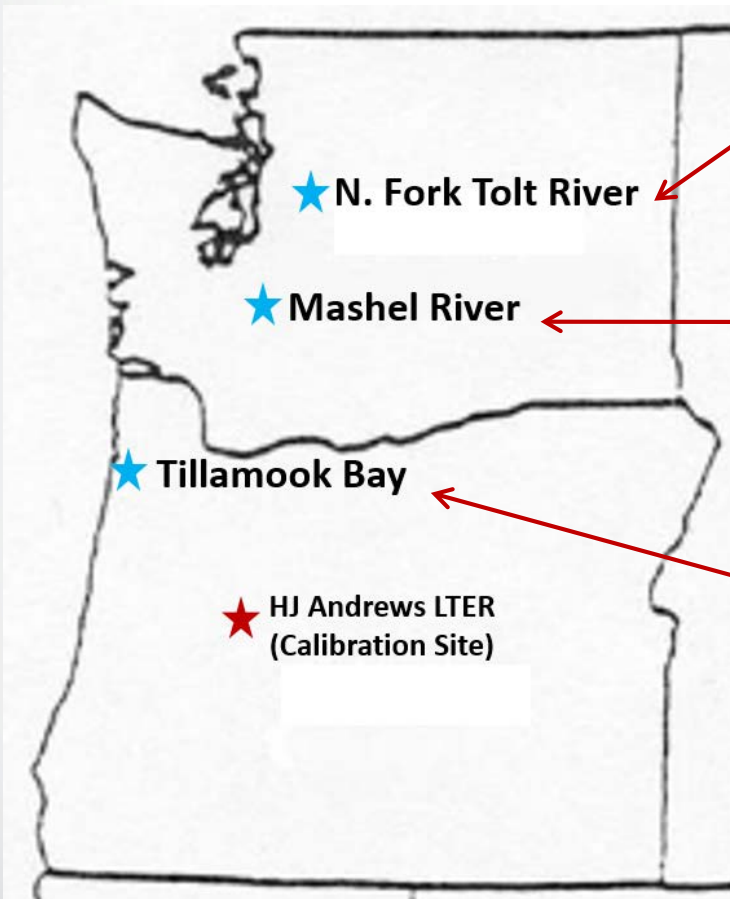 N. Fork Tolt River
Mashel River
Tillamook Bay
HJ Andrews LTER
(Calibration Site)